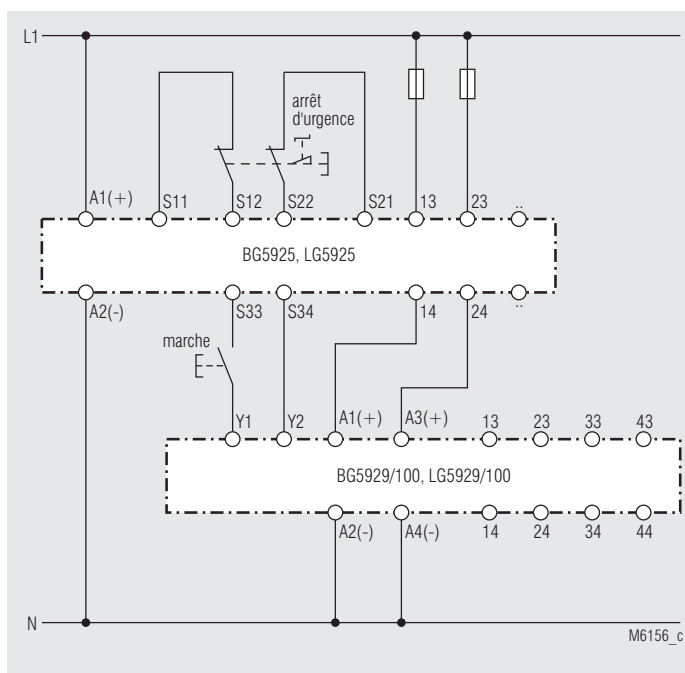 L1
arrêt
d'urgence
A1(+) S11 S12 S22 S21 13 23 ..
BG5925, LG5925
A2(-) S33 S34 14 24 ..
marche
Y1 Y2 A1(+) A3(+) 13 23 33 43
BG5929/100, LG5929/100
A2(-) A4(-) 14 24 34 44
N
M6156_c